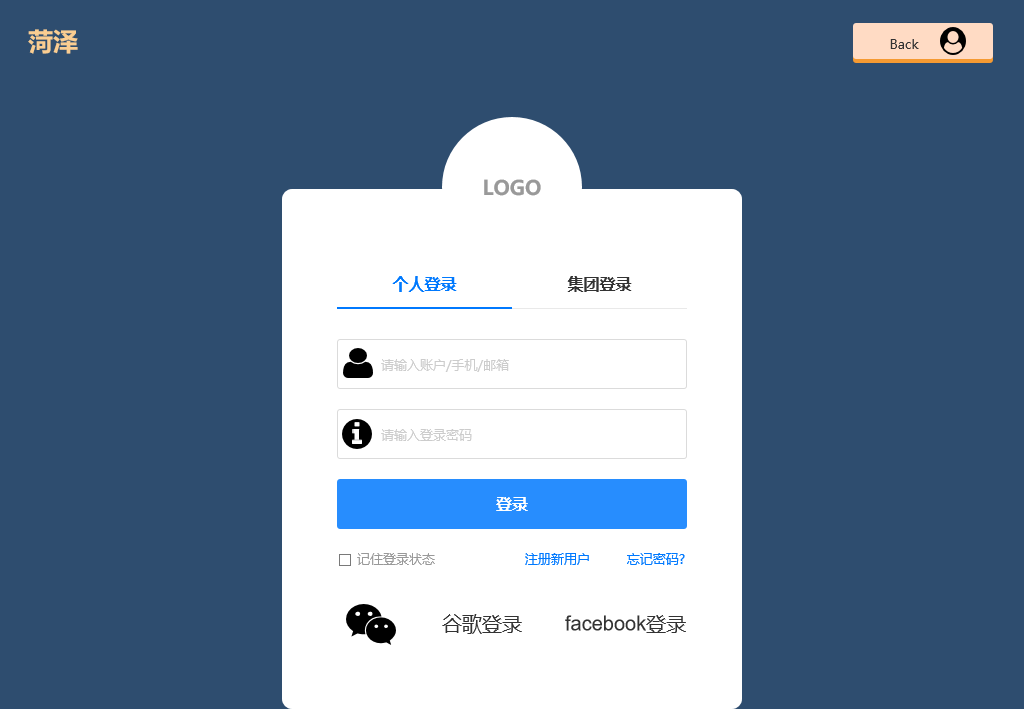 菏泽
Back
LOGO
个人登录 集团登录
请输入账户/手机/邮箱
请输入登录密码
登录
记住登录状态 注册新用户 忘记密码?
谷歌登录 facebook登录